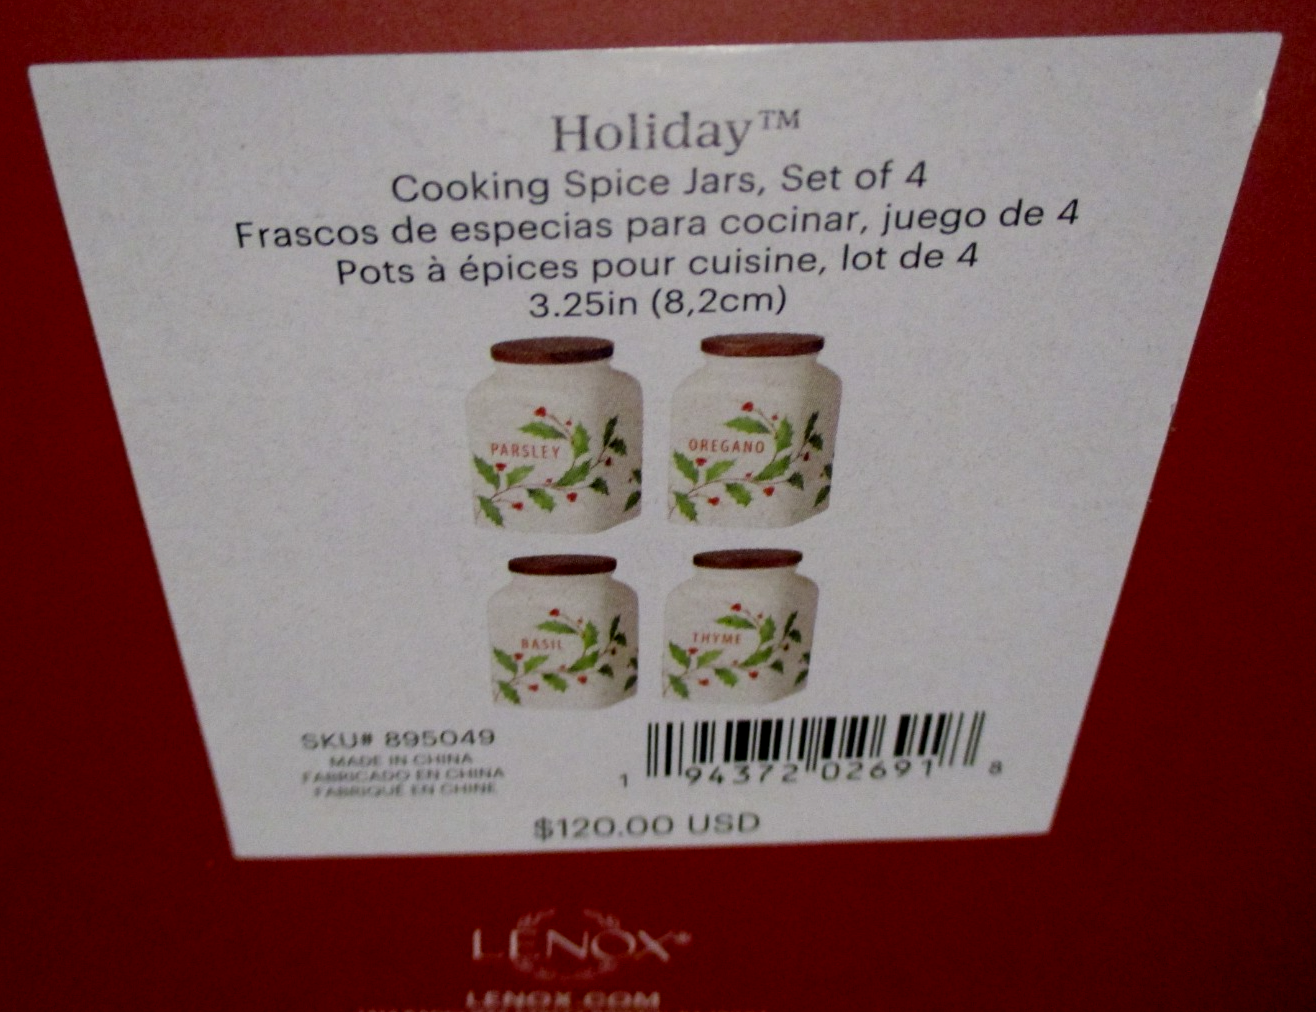 Holiday™
Cooking Spice Jars, Set of 4
Frascos de especias para cocinar, juego de 4
Pots à épices pour cuisine, lot de 4
3.25in (8,2cm)
PARSLEY
OREGANO
BASIL
THYME
SKU# 895049
MADE IN CHINA
FABRICADO EN CHINA
FABRIQUÉ EN CHINE
1 94372 02691 8
$120.00 USD
LENOX®
LENOX.COM